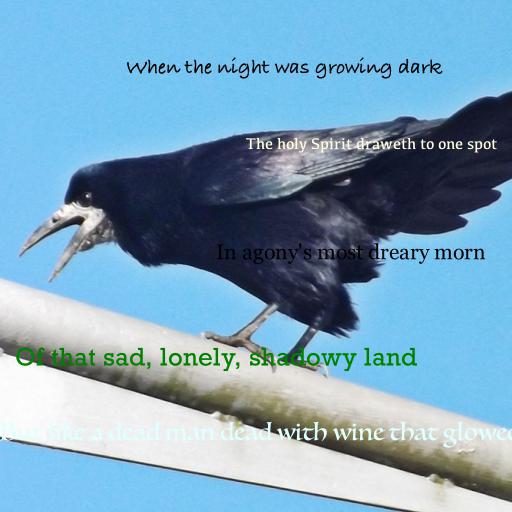 When the night was growing dark
The holy Spirit draweth to one spot
In agony's most dreary morn
Of that sad, lonely, shadowy land
like a dead man dead with wine that glowed